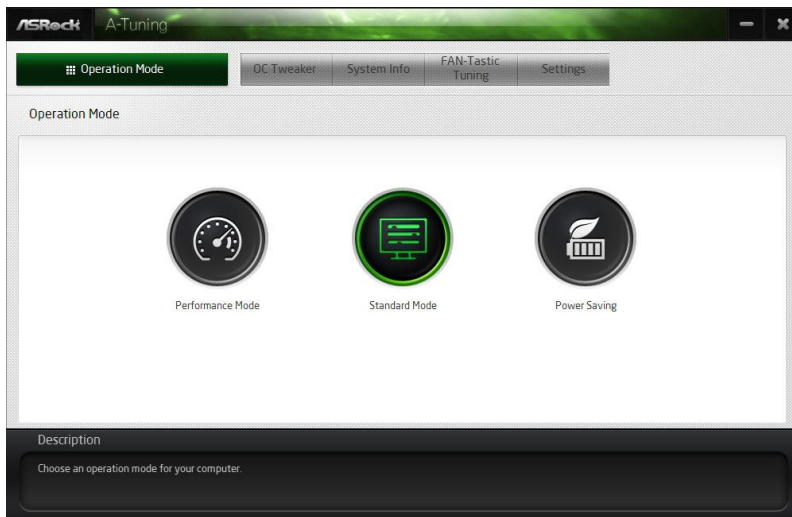 ASRock A-Tuning
Operation Mode
OC Tweaker
System Info
FAN-Tastic
Tuning
Settings
Operation Mode
Performance Mode
Standard Mode
Power Saving
Description
Choose an operation mode for your computer.